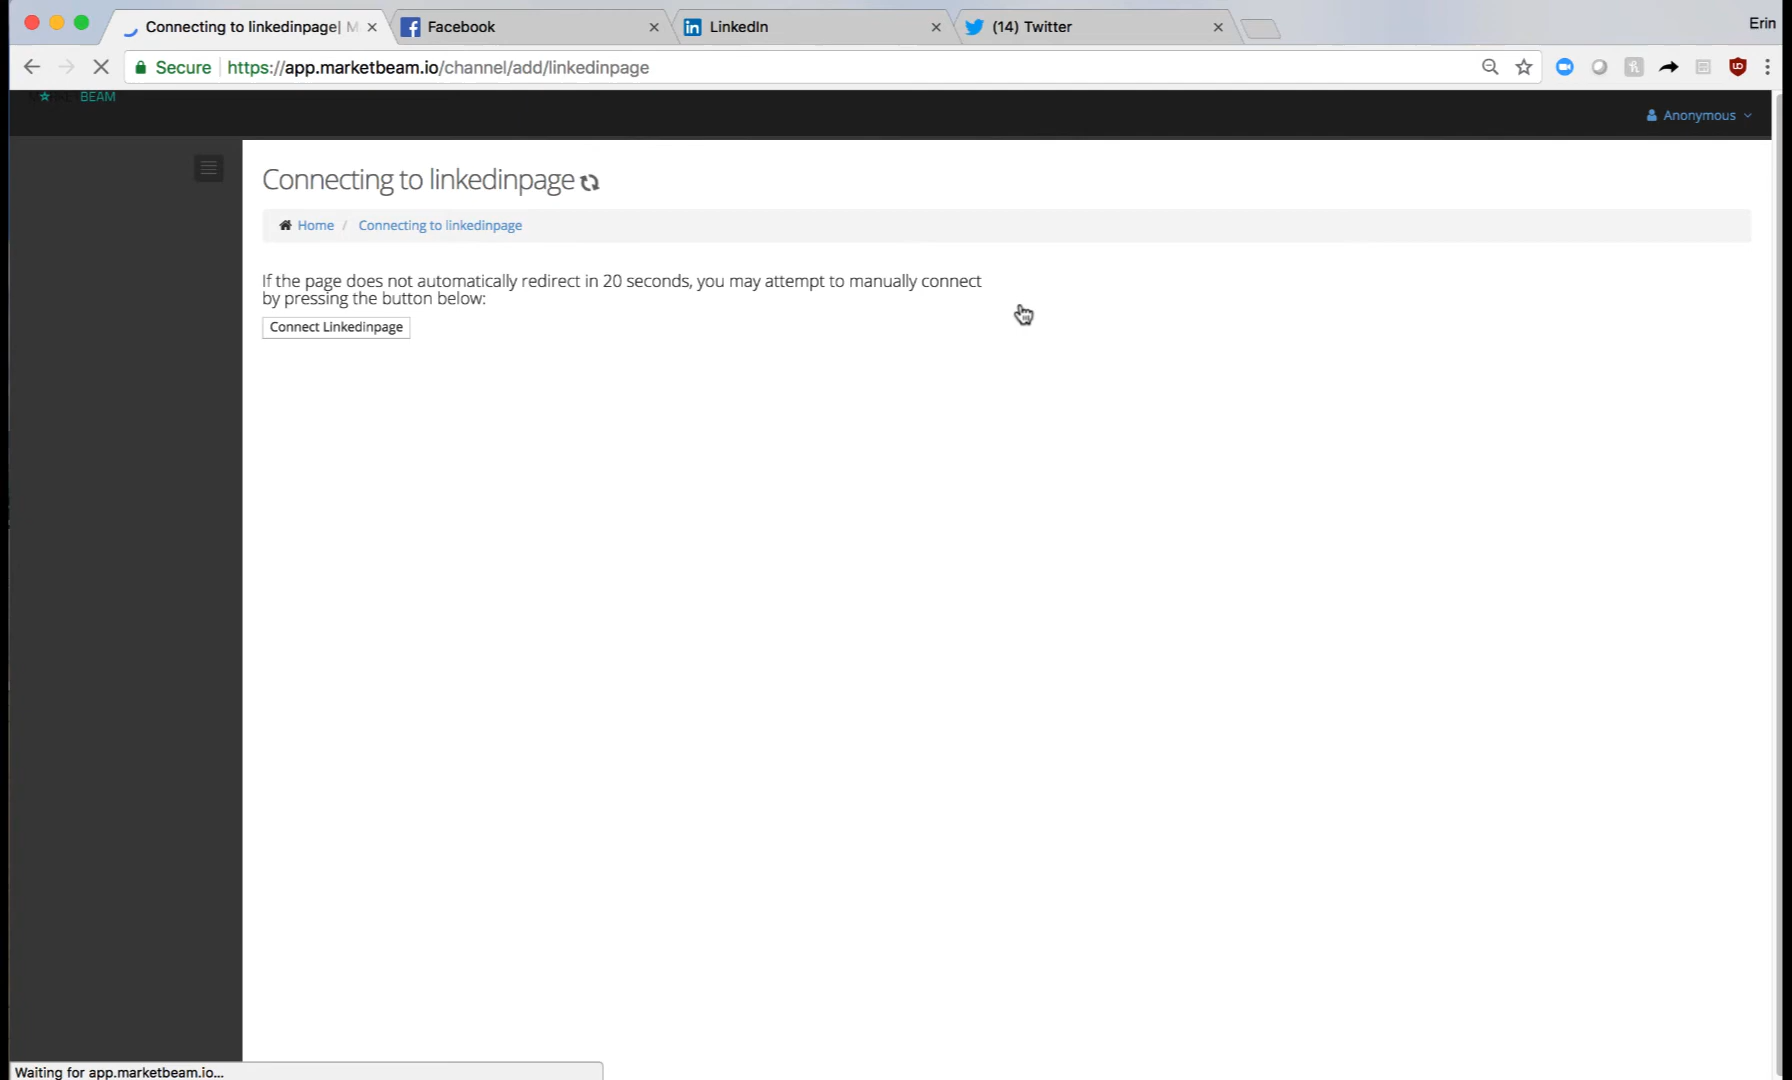 Connecting to linkedinpage| M
Facebook
LinkedIn
(14) Twitter
Erin
Secure https://app.marketbeam.io/channel/add/linkedinpage
BEAM
Anonymous
Connecting to linkedinpage
Home / Connecting to linkedinpage
If the page does not automatically redirect in 20 seconds, you may attempt to manually connect
by pressing the button below:
Connect Linkedinpage
Waiting for app.marketbeam.io...